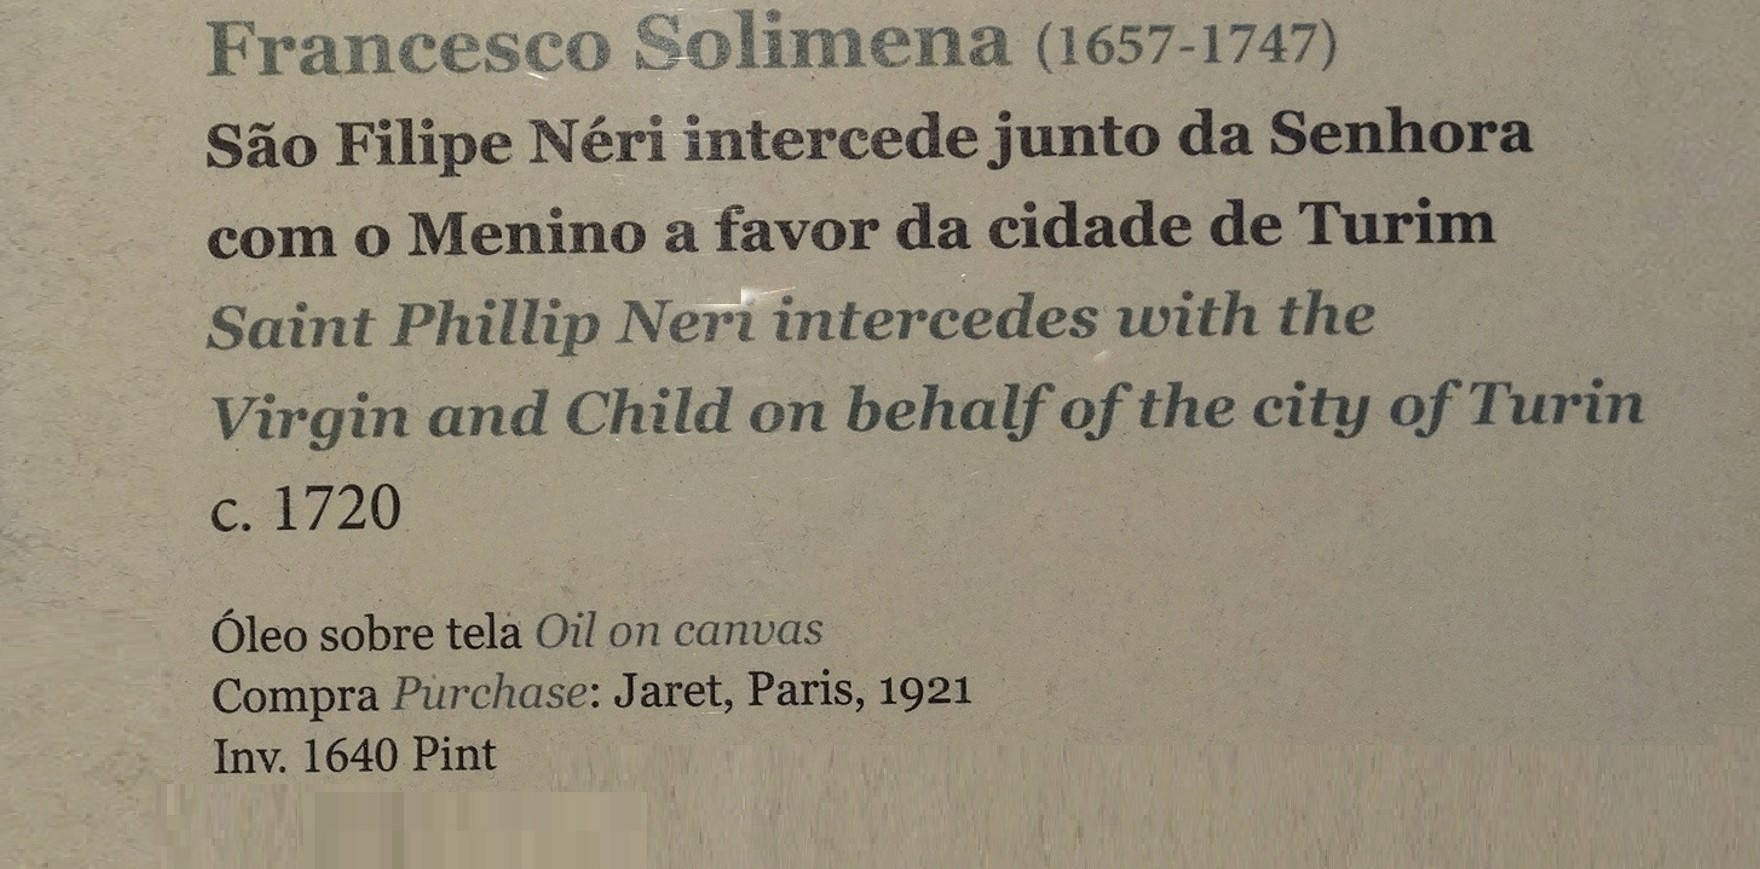 Francesco Solimena (1657-1747)
São Filipe Néri intercede junto da Senhora
com o Menino a favor da cidade de Turim
Saint Phillip Neri intercedes with the
Virgin and Child on behalf of the city of Turin
c. 1720
Óleo sobre tela Oil on canvas
Compra Purchase: Jaret, Paris, 1921
Inv. 1640 Pint